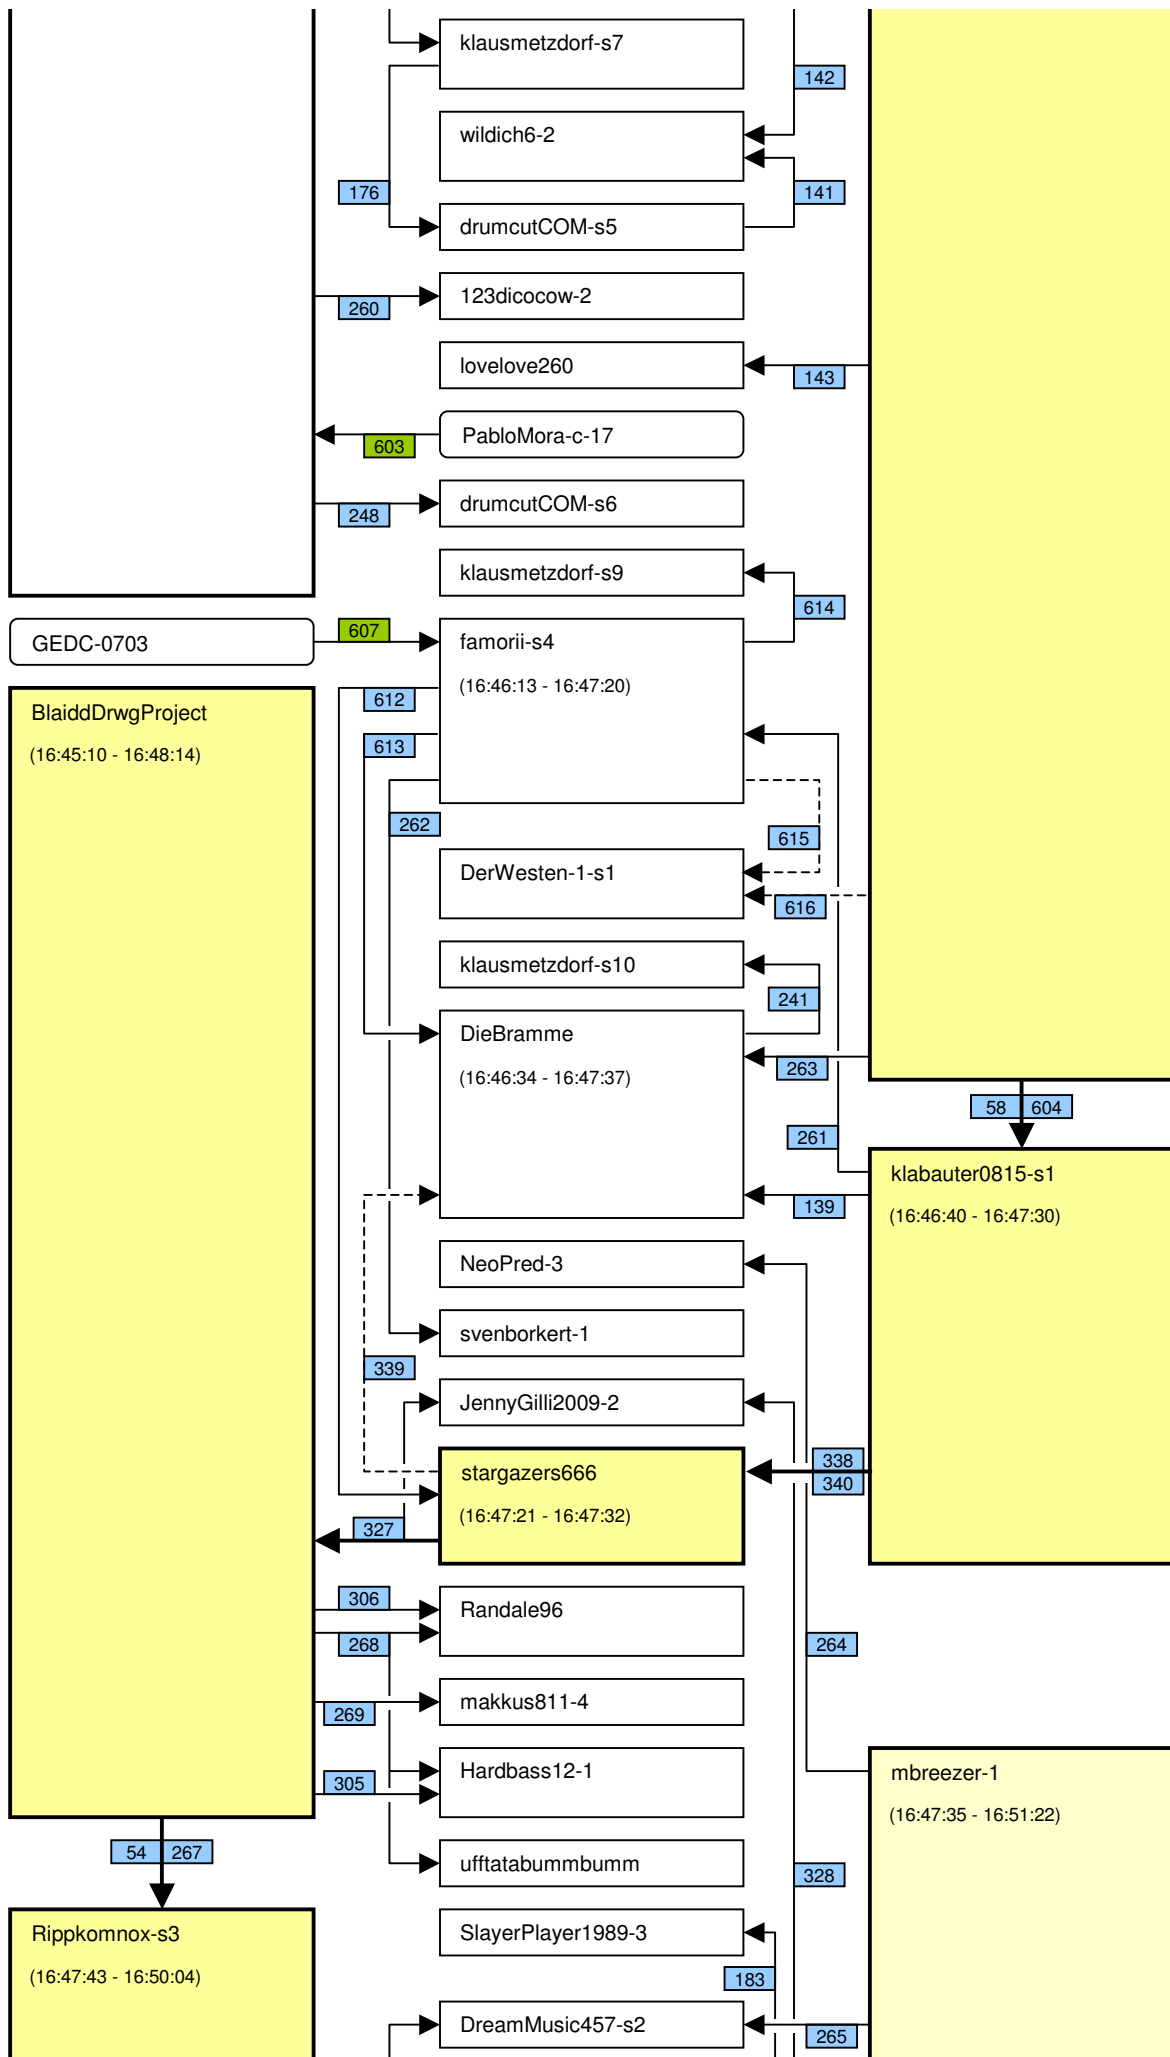 klausmetzdorf-s7
142
wildich6-2
176
141
drumcutCOM-s5
123dicocow-2
260
lovelove260
143
PabloMora-c-17
603
drumcutCOM-s6
248
klausmetzdorf-s9
614
607
GEDC-0703
famorii-s4
(16:46:13 - 16:47:20)
612
BlaiddDrwgProject
(16:45:10 - 16:48:14)
613
262
615
DerWesten-1-s1
616
klausmetzdorf-s10
241
DieBramme
263
(16:46:34 - 16:47:37)
58 604
261
klabauter0815-s1
139
(16:46:40 - 16:47:30)
NeoPred-3
svenborkert-1
339
JennyGilli2009-2
338
stargazers666
340
(16:47:21 - 16:47:32)
327
306
Randale96
268
264
makkus811-4
269
Hardbass12-1
mbreezer-1
305
(16:47:35 - 16:51:22)
54 267
ufftatabummbumm
328
Rippkomnox-s3
SlayerPlayer1989-3
(16:47:43 - 16:50:04)
183
DreamMusic457-s2
265